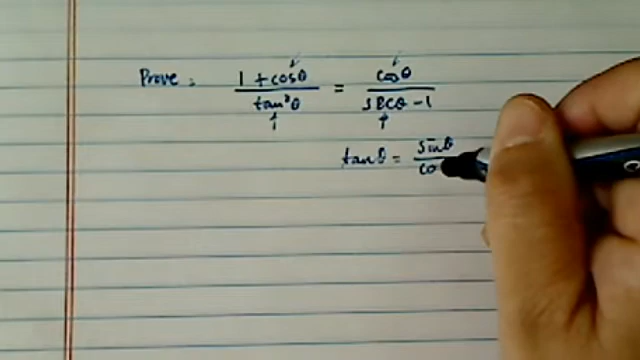 Prove : (1 + cosθ)/(tan²θ) = (cosθ)/(secθ - 1)
tanθ = sinθ/co